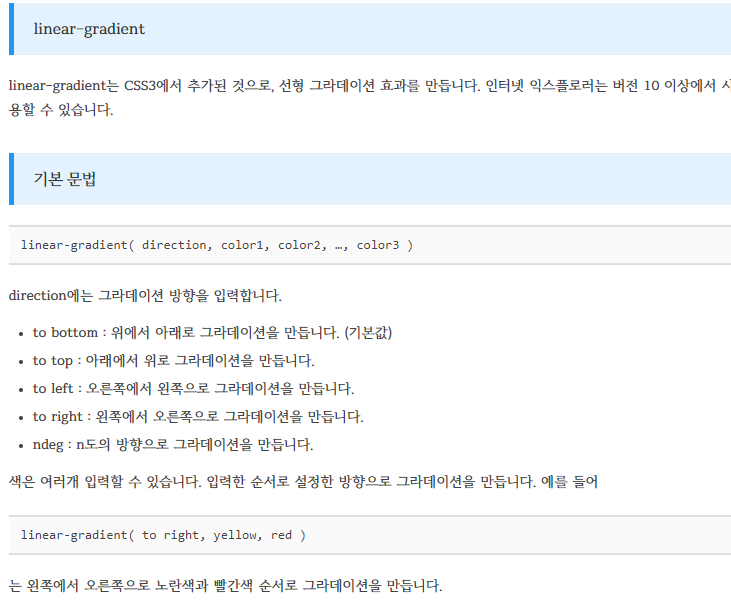 linear-gradient
linear-gradient는 CSS3에서 추가된 것으로, 선형 그라데이션 효과를 만듭니다. 인터넷 익스플로러는 버전 10 이상에서 사
용할 수 있습니다.
기본 문법
linear-gradient( direction, color1, color2, …, color3 )
direction에는 그라데이션 방향을 입력합니다.
• to bottom : 위에서 아래로 그라데이션을 만듭니다. (기본값)
• to top : 아래에서 위로 그라데이션을 만듭니다.
• to left : 오른쪽에서 왼쪽으로 그라데이션을 만듭니다.
• to right : 왼쪽에서 오른쪽으로 그라데이션을 만듭니다.
• ndeg : n도의 방향으로 그라데이션을 만듭니다.
색은 여러개 입력할 수 있습니다. 입력한 순서로 설정한 방향으로 그라데이션을 만듭니다. 예를 들어
linear-gradient( to right, yellow, red )
는 왼쪽에서 오른쪽으로 노란색과 빨간색 순서로 그라데이션을 만듭니다.